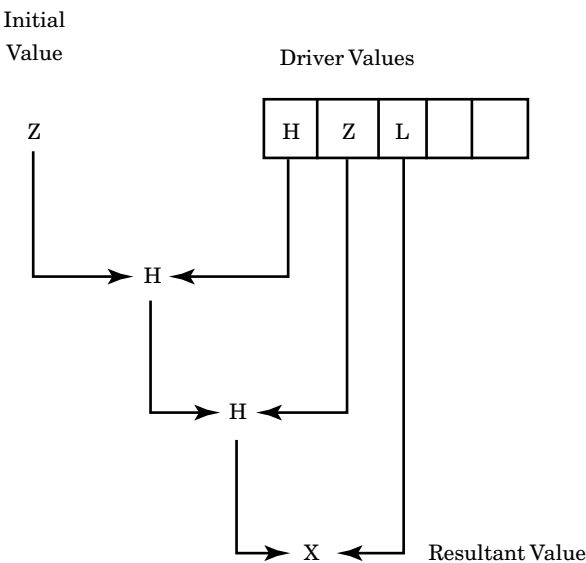 Initial
Value
Driver Values
Z
H Z L
H
H
X
Resultant Value